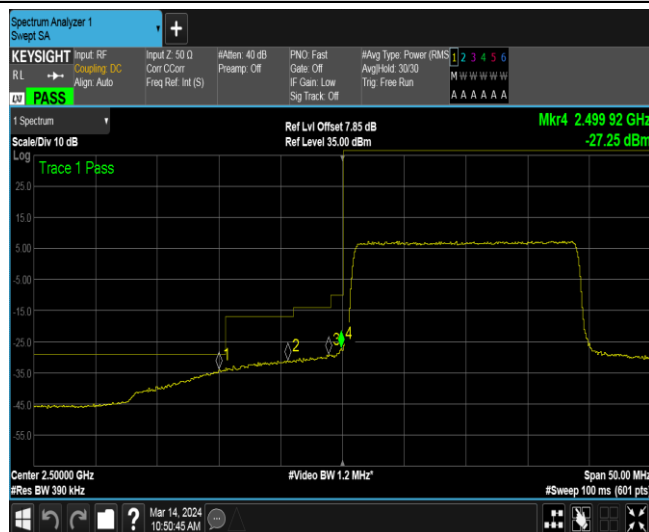 Spectrum Analyzer 1
Swept SA
KEYSIGHT
RL
LXI PASS
Input: RF
Coupling: DC
Align: Auto
Input Z: 50 Ω
Corr CCorr
Freq Ref: Int (S)
#Atten: 40 dB
Preamp: Off
PNO: Fast
Gate: Off
IF Gain: Low
Sig Track: Off
#Avg Type: Power (RMS
Avg|Hold: 30/30
Trig: Free Run
1 2 3 4 5 6
M W W W W W
A A A A A A
1 Spectrum
Scale/Div 10 dB
Ref Lvl Offset 7.85 dB
Ref Level 35.00 dBm
Mkr4 2.499 92 GHz
-27.25 dBm
Log
Trace 1 Pass
25.0
15.0
5.00
-5.00
-15.0
-25.0
-35.0
-45.0
-55.0
1
2
3
4
Center 2.50000 GHz
#Res BW 390 kHz
#Video BW 1.2 MHz*
Span 50.00 MHz
#Sweep 100 ms (601 pts)
?
Mar 14, 2024
10:50:45 AM